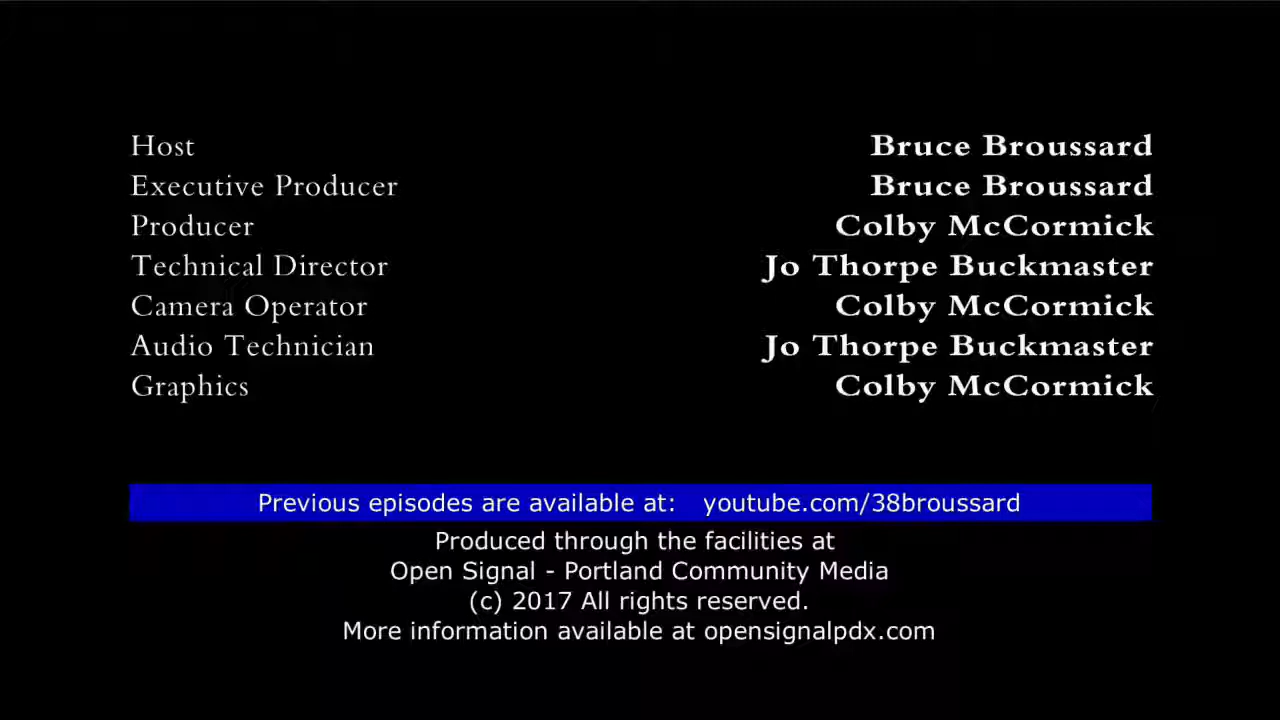 Host Bruce Broussard
Executive Producer Bruce Broussard
Producer Colby McCormick
Technical Director Jo Thorpe Buckmaster
Camera Operator Colby McCormick
Audio Technician Jo Thorpe Buckmaster
Graphics Colby McCormick
Previous episodes are available at: youtube.com/38broussard
Produced through the facilities at
Open Signal - Portland Community Media
(c) 2017 All rights reserved.
More information available at opensignalpdx.com